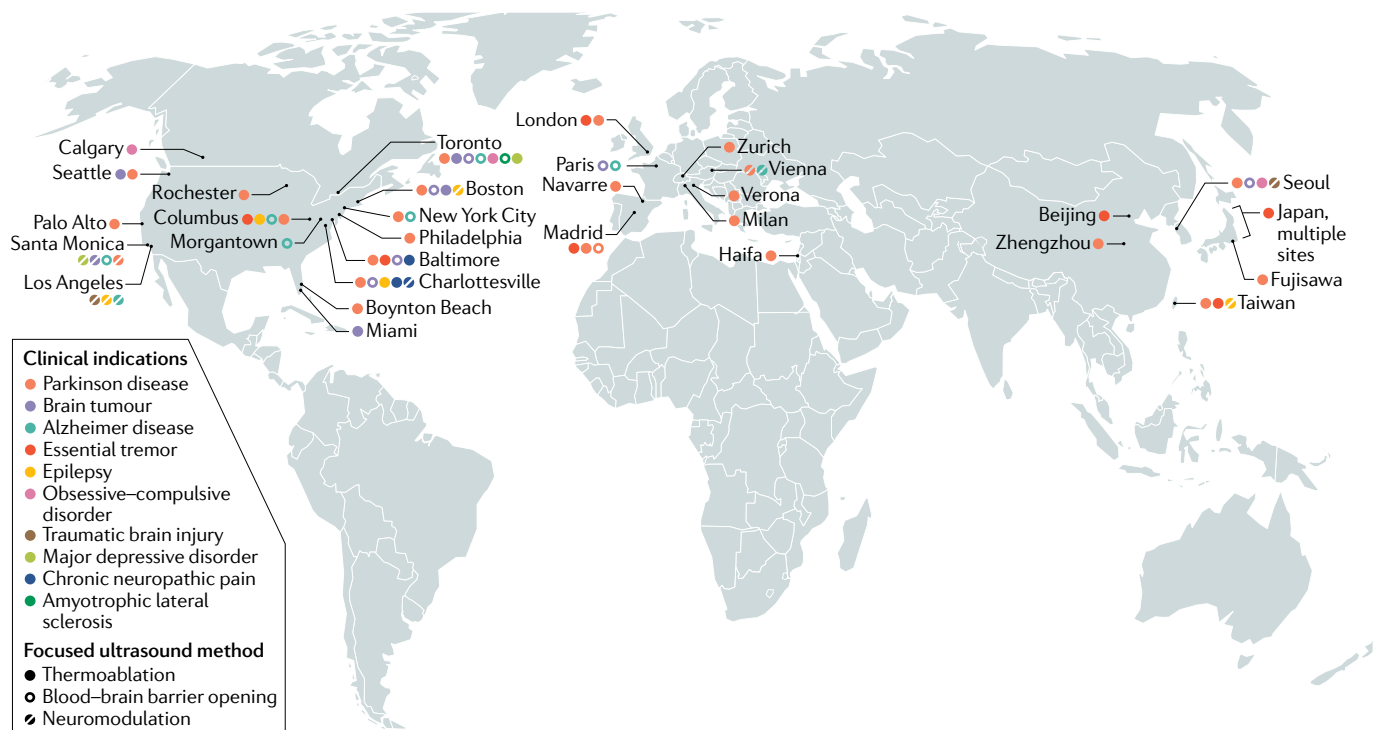 Calgary
Seattle
Rochester
Palo Alto
Columbus
Santa Monica
Morgantown
Los Angeles
Toronto
Boston
New York City
Philadelphia
Baltimore
Charlottesville
Boynton Beach
Miami
London
Paris
Navarre
Madrid
Zurich
Vienna
Verona
Milan
Haifa
Beijing
Zhengzhou
Seoul
Japan,
multiple
sites
Fujisawa
Taiwan
Clinical indications
Parkinson disease
Brain tumour
Alzheimer disease
Essential tremor
Epilepsy
Obsessive–compulsive
disorder
Traumatic brain injury
Major depressive disorder
Chronic neuropathic pain
Amyotrophic lateral
sclerosis
Focused ultrasound method
Thermoablation
Blood–brain barrier opening
Neuromodulation